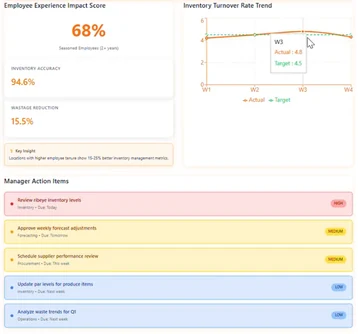 Employee Experience Impact Score
68%
Seasoned Employees (2+ years)
INVENTORY ACCURACY
94.6%
WASTAGE REDUCTION
15.5%
Key Insight
Locations with higher employee tenure show 15-25% better inventory management metrics.
Inventory Turnover Rate Trend
6
4
2
0
W3
Actual : 4.8
Target : 4.5
W1
W2
W3
W4
Actual
Target
Manager Action Items
Review ribeye inventory levels
Inventory • Due: Today
HIGH
Approve weekly forecast adjustments
Forecasting • Due: Tomorrow
MEDIUM
Schedule supplier performance review
Procurement • Due: This week
MEDIUM
Update par levels for produce items
Inventory • Due: Next week
LOW
Analyze waste trends for Q1
Operations • Due: Next week
LOW